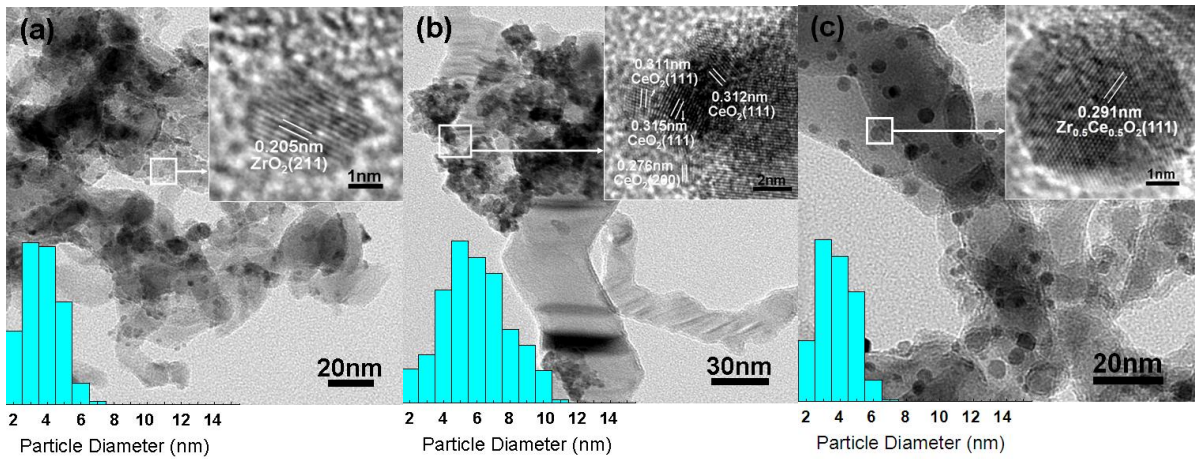 (a)
0.205nm
ZrO2(211)
1nm
20nm
2 4 6 8 10 12 14
Particle Diameter (nm)
(b)
0.311nm
CeO2(111)
0.312nm
CeO2(111)
0.315nm
CeO2(111)
0.276nm
CeO2(200)
2nm
30nm
2 4 6 8 10 12 14
Particle Diameter (nm)
(c)
0.291nm
Zr0.5Ce0.5O2(111)
1nm
20nm
2 4 6 8 10 12 14
Particle Diameter (nm)